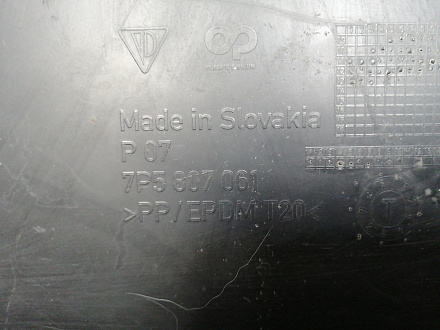 Made in Slovakia
P 07
7P5 807 061
>PP/EPDM T20<
T